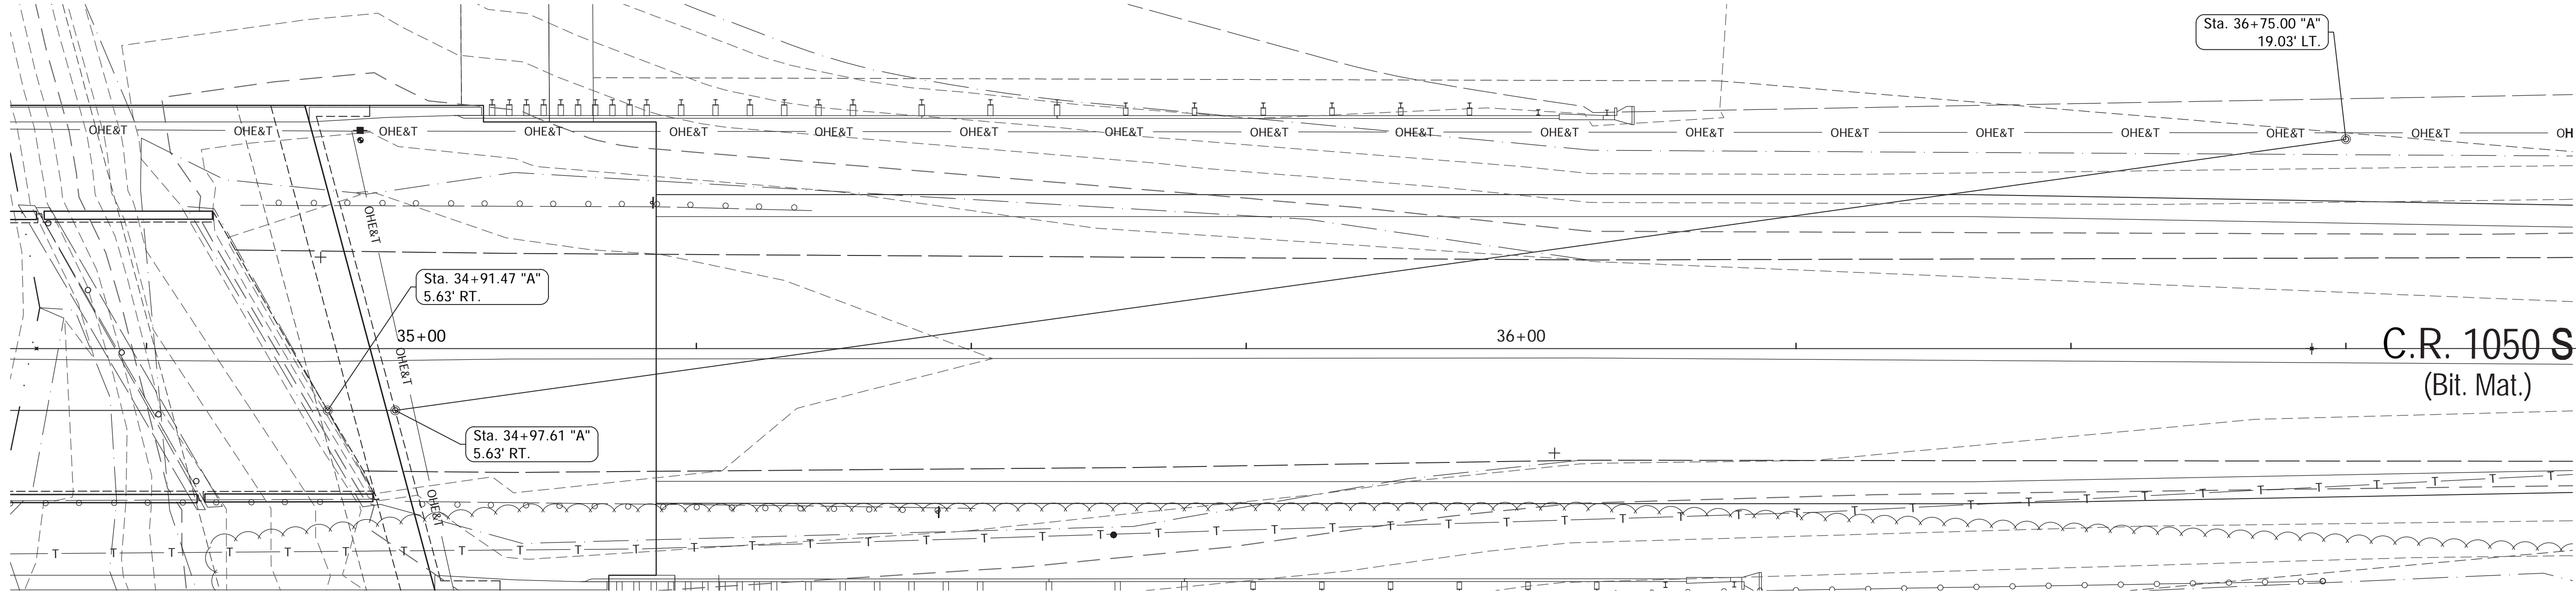 Sta. 36+75.00 "A"
19.03' LT.
OHE&T OHE&T OHE&T OHE&T OHE&T OHE&T OHE&T OHE&T OHE&T OHE&T OHE&T OHE&T OHE&T OHE&T OHE&T OHE&T OHE&T OH
OHE&T
Sta. 34+91.47 "A"
5.63' RT.
35+00
36+00
C.R. 1050 S
(Bit. Mat.)
OHE&T
Sta. 34+97.61 "A"
5.63' RT.
OHE&T
T T T T T T T T T T T T T T T T T T T T T T T T T T T T T T T T T T T T T T T T T T T